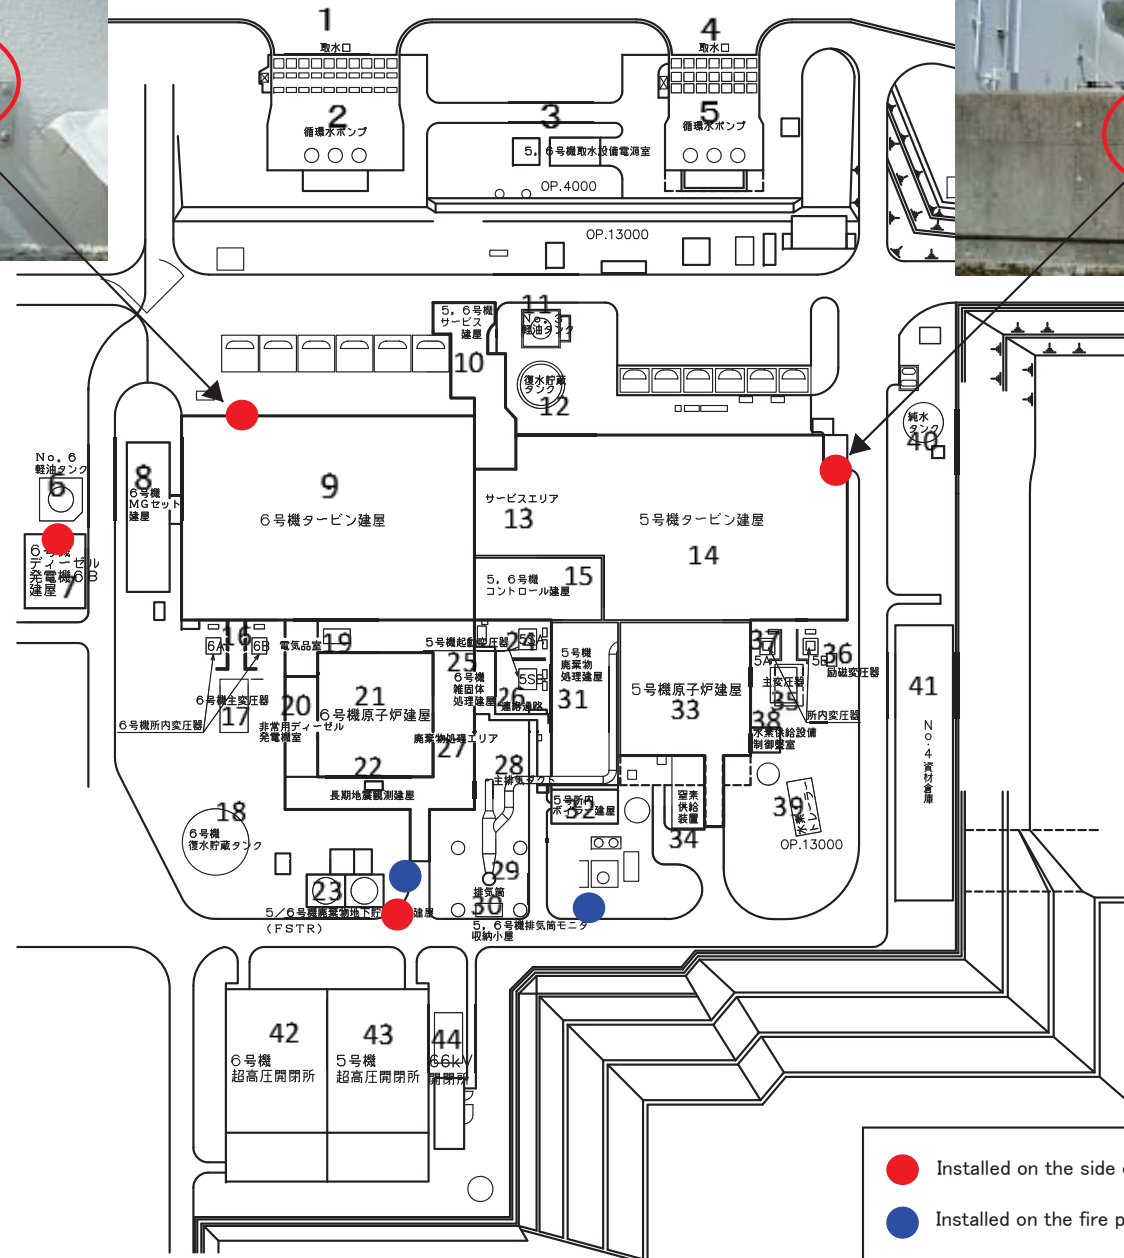 1
取水口
2
循環水ポンプ
3
5，6号機取水設備電源室
4
取水口
5
循環水ポンプ
OP.4000
OP.13000
5，6号機
サービス
建屋
10
11
軽油タンク
復水貯蔵
タンク
12
純水
タンク
40
No.6
軽油タンク
6
8
6号機
MGセット
建屋
9
6号機タービン建屋
サービスエリア
13
5号機タービン建屋
14
6号機
ディーゼル
発電機6B
建屋
7
5，6号機
コントロール建屋
15
6A
16
6B
電気品室
19
5号機起動変圧器
24
5SA
5SB
25
6号機
雑固体
処理建屋
26
連絡通路
5号機
廃棄物
処理建屋
31
5号機原子炉建屋
33
37
5A
5B
36
励磁変圧器
主変圧器
35
所内変圧器
38
水素供給設備
制御盤室
41
No.4資材倉庫
6号機主変圧器
17
6号機所内変圧器
20
非常用ディーゼル
発電機室
21
6号機原子炉建屋
廃棄物処理エリア
27
22
長期地震観測建屋
28
主排気ダクト
5号所内
ボイラー建屋
32
窒素
供給
装置
34
39
水素トレーラー
OP.13000
18
6号機
復水貯蔵タンク
23
5/6号機廃棄物地下貯
建屋
(FSTR)
29
排気筒
30
5，6号機排気筒モニタ
収納小屋
42
6号機
超高圧開閉所
43
5号機
超高圧開閉所
44
66kV
開閉所
Installed on the side
Installed on the fire